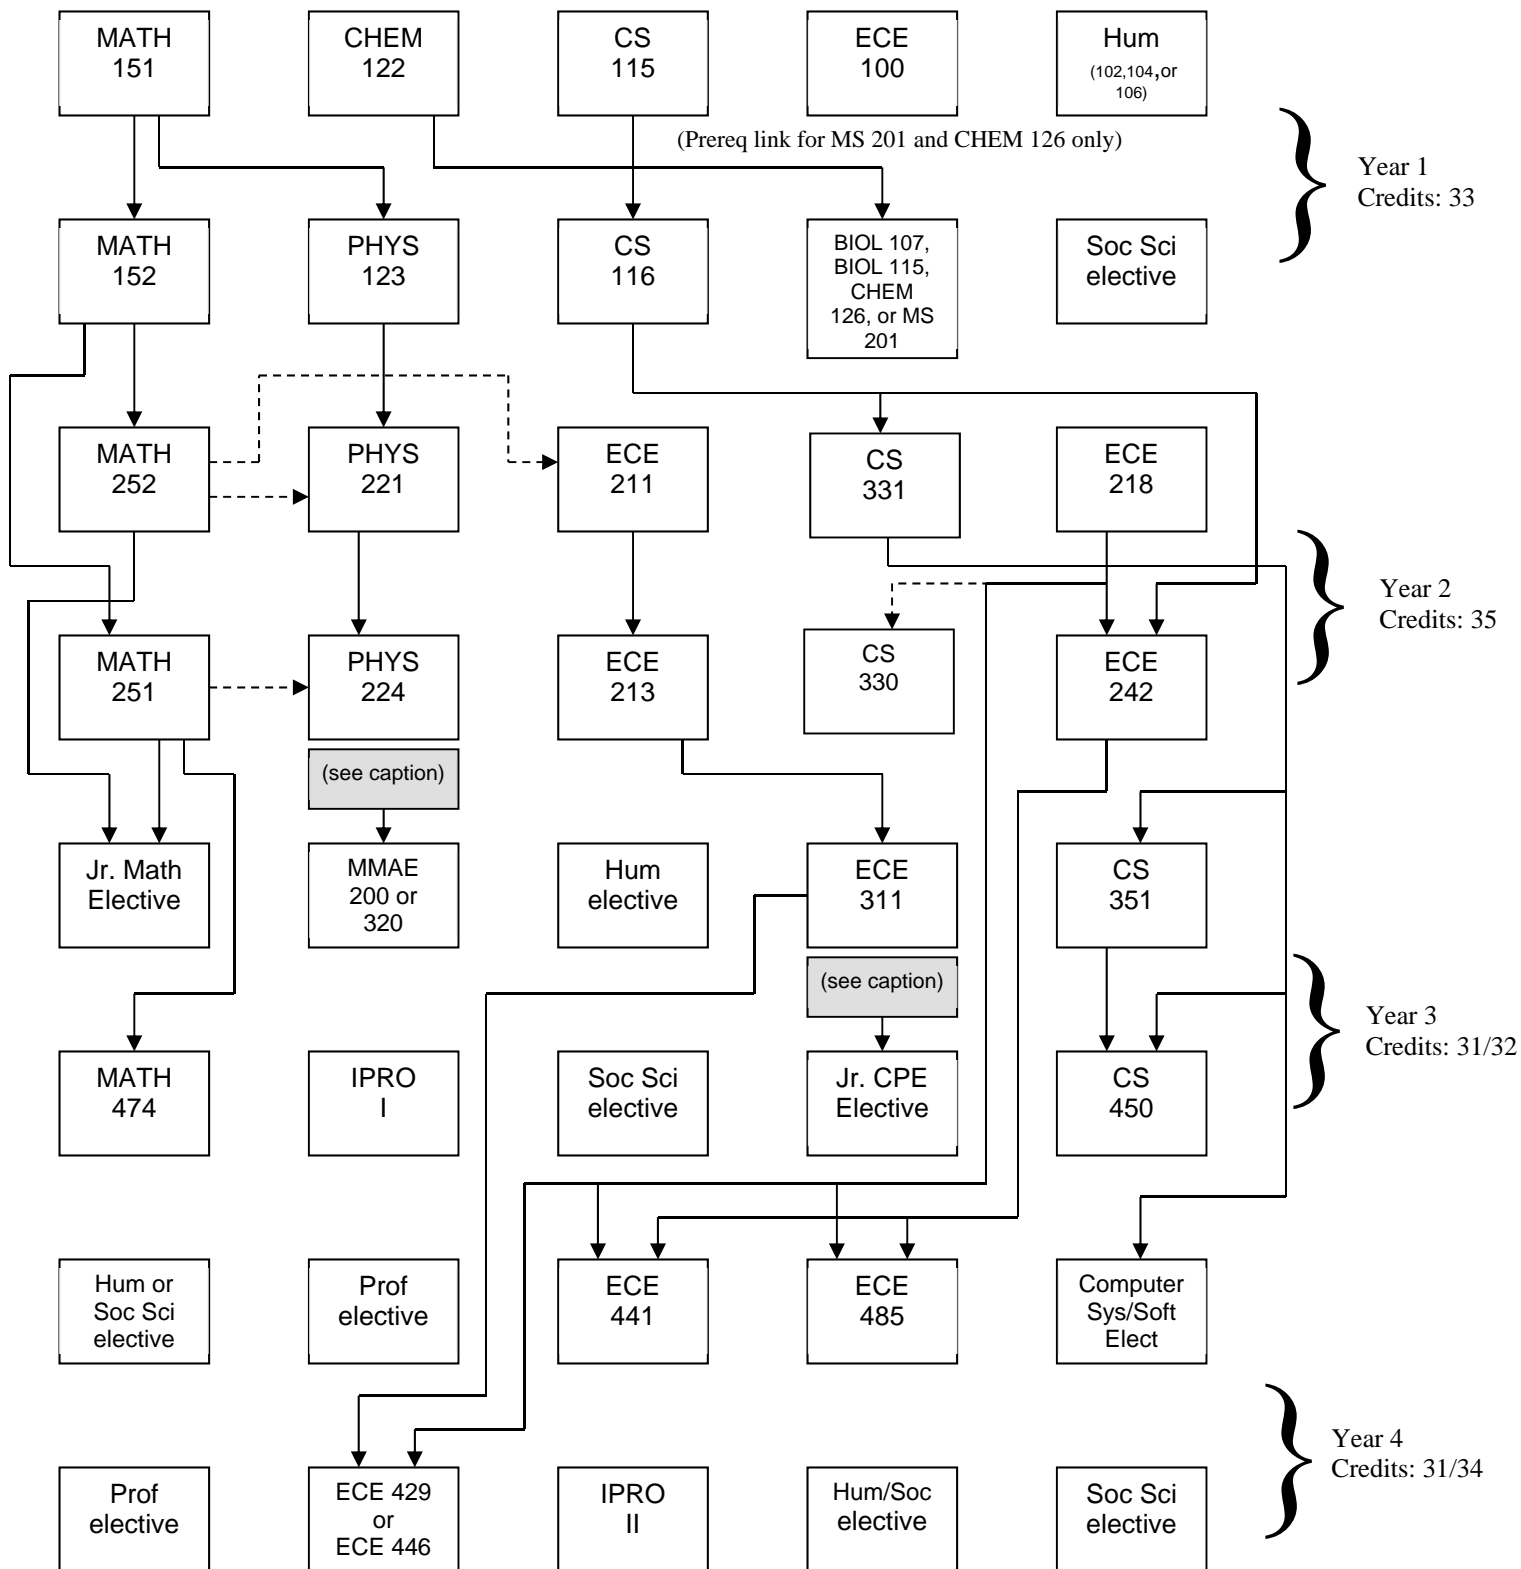 MATH
151
CHEM
122
CS
115
ECE
100
Hum
(102,104,or
106)
(Prereq link for MS 201 and CHEM 126 only)
Year 1
Credits: 33
MATH
152
PHYS
123
CS
116
BIOL 107,
BIOL 115,
CHEM
126, or MS
201
Soc Sci
elective
MATH
252
PHYS
221
ECE
211
CS
331
ECE
218
Year 2
Credits: 35
MATH
251
PHYS
224
ECE
213
CS
330
ECE
242
(see caption)
Jr. Math
Elective
MMAE
200 or
320
Hum
elective
ECE
311
CS
351
(see caption)
Year 3
Credits: 31/32
MATH
474
IPRO
I
Soc Sci
elective
Jr. CPE
Elective
CS
450
Hum or
Soc Sci
elective
Prof
elective
ECE
441
ECE
485
Computer
Sys/Soft
Elect
Year 4
Credits: 31/34
Prof
elective
ECE 429
or
ECE 446
IPRO
II
Hum/Soc
elective
Soc Sci
elective